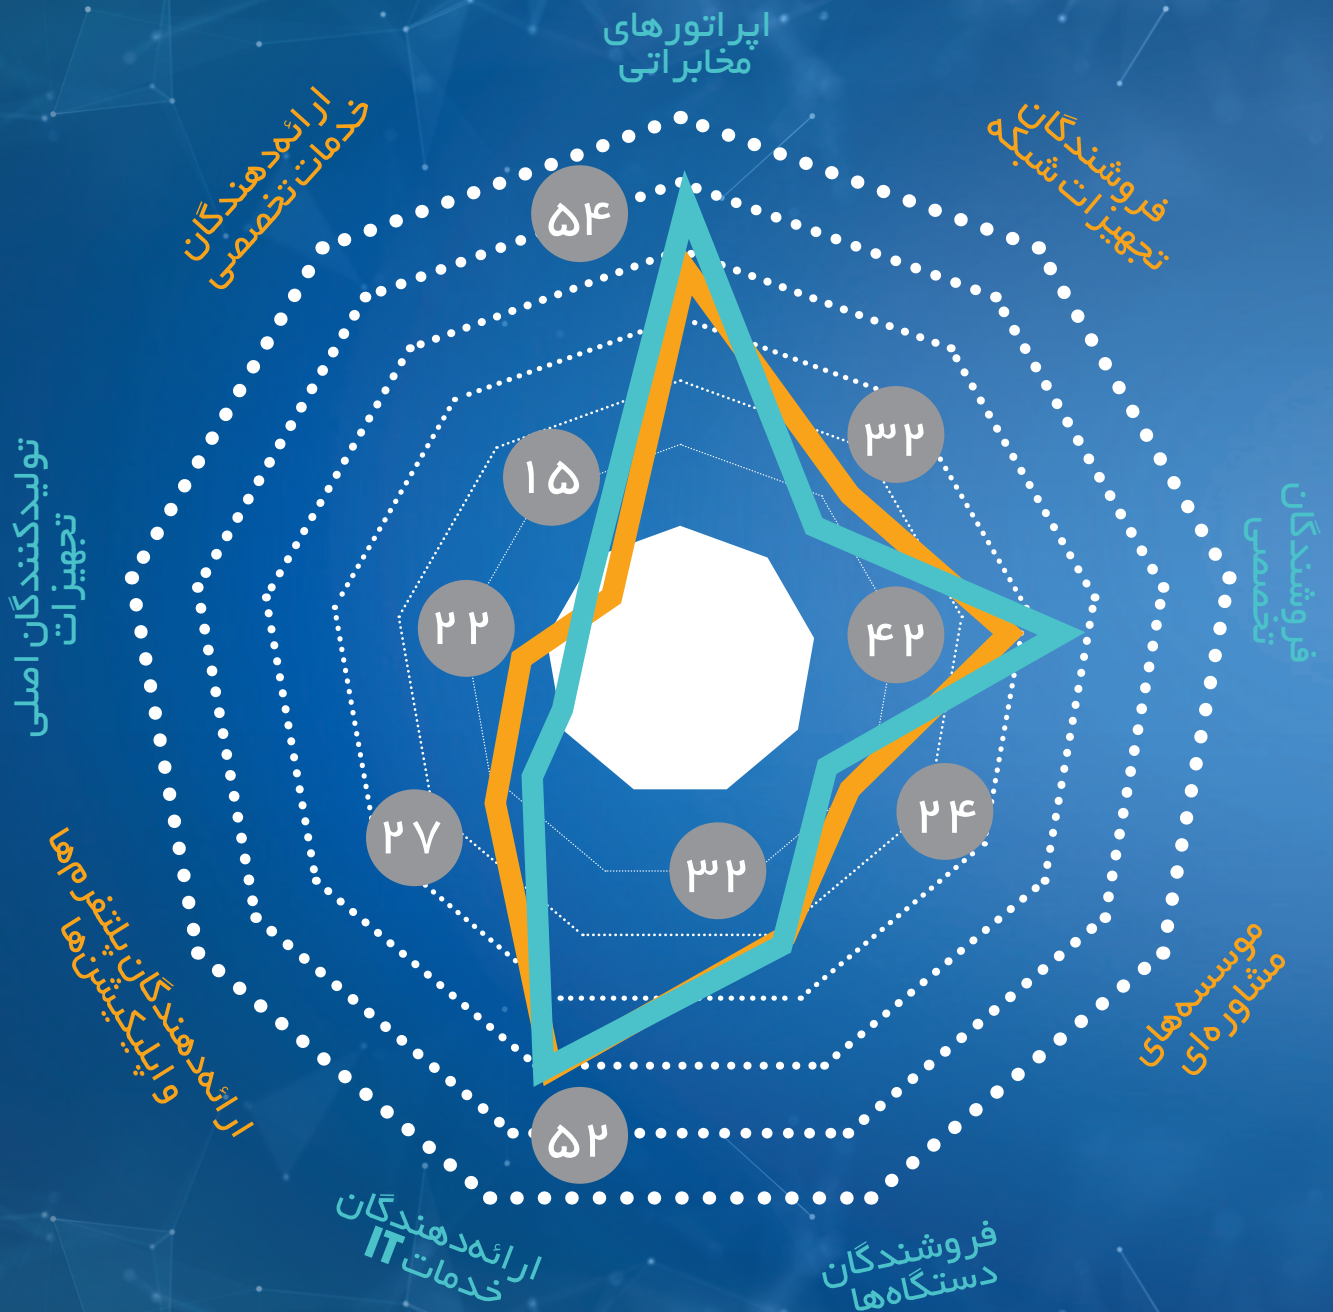 اپراتورهای
مخابراتی
فروشندگان
تجهیزات شبکه
فروشندگان
تخصصی
موسسه‌های
مشاوره‌ای
فروشندگان
دستگاه‌ها
ارائه‌دهندگان
خدمات IT
ارائه‌دهندگان پلتفرم‌ها
و اپلیکیشن‌ها
تولیدکنندگان اصلی
تجهیزات
ارائه‌دهندگان
خدمات تخصصی
۵۴
۳۲
۴۲
۲۴
۳۲
۵۲
۲۷
۲۲
۱۵